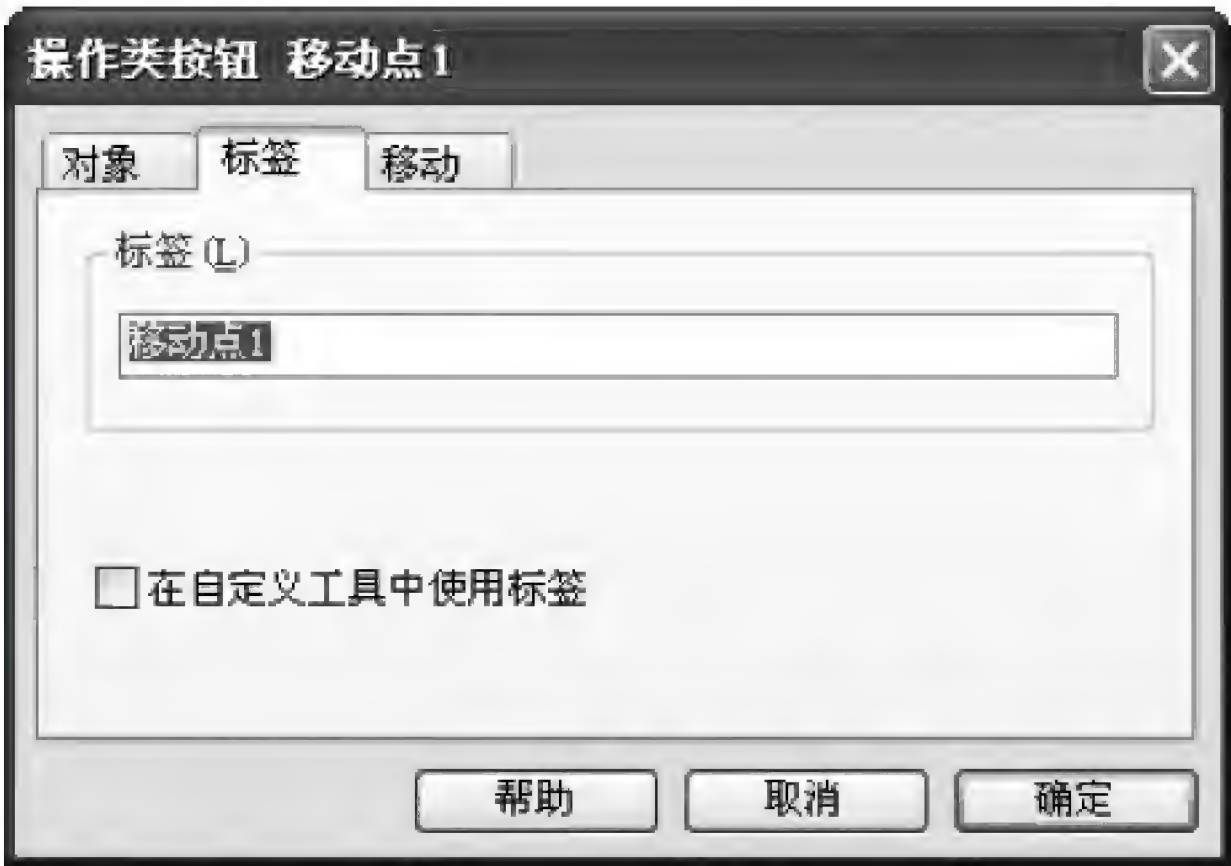 操作类按钮 移动点1
对象 标签 移动
标签(L)
移动点1
在自定义工具中使用标签
帮助 取消 确定